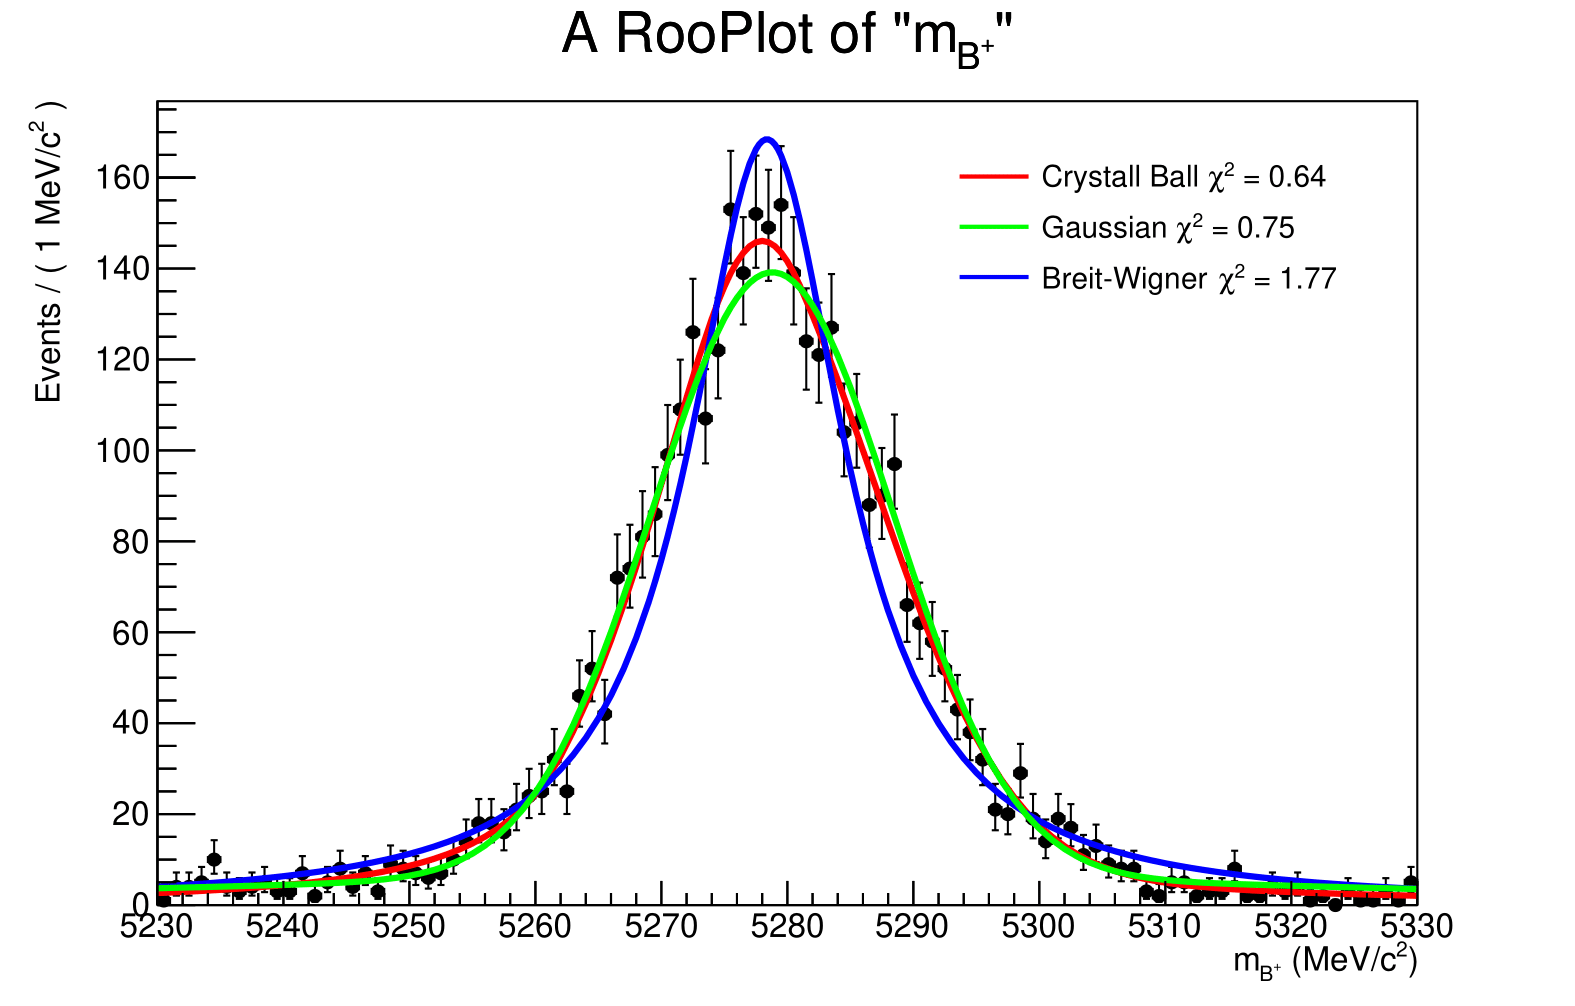 A RooPlot of "m_B⁺"
Events / ( 1 MeV/c² )
160
140
120
100
80
60
40
20
0
Crystall Ball χ² = 0.64
Gaussian χ² = 0.75
Breit-Wigner χ² = 1.77
5230 5240 5250 5260 5270 5280 5290 5300 5310 5320 5330
m_B⁺ (MeV/c²)